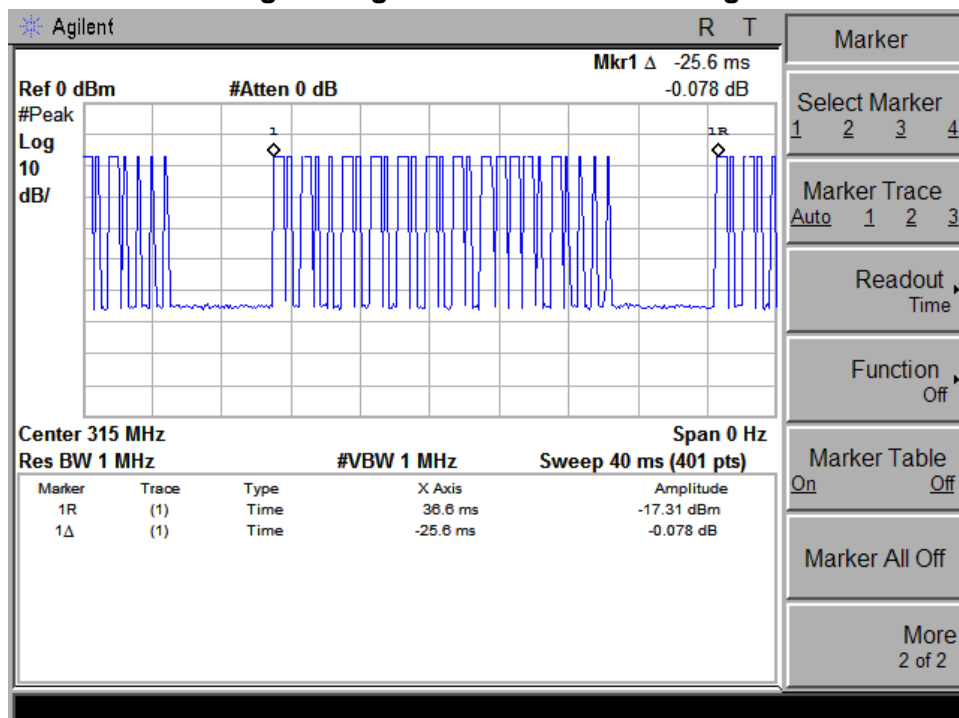 Agilent
R T
Mkr1 Δ -25.6 ms
Ref 0 dBm #Atten 0 dB -0.078 dB
#Peak
Log
10
dB/
1
1R
Center 315 MHz Span 0 Hz
Res BW 1 MHz #VBW 1 MHz Sweep 40 ms (401 pts)
Marker Trace Type X Axis Amplitude
1R (1) Time 36.6 ms -17.31 dBm
1Δ (1) Time -25.6 ms -0.078 dB
Marker
Select Marker
1 2 3 4
Marker Trace
Auto 1 2 3
Readout
Time
Function
Off
Marker Table
On Off
Marker All Off
More
2 of 2